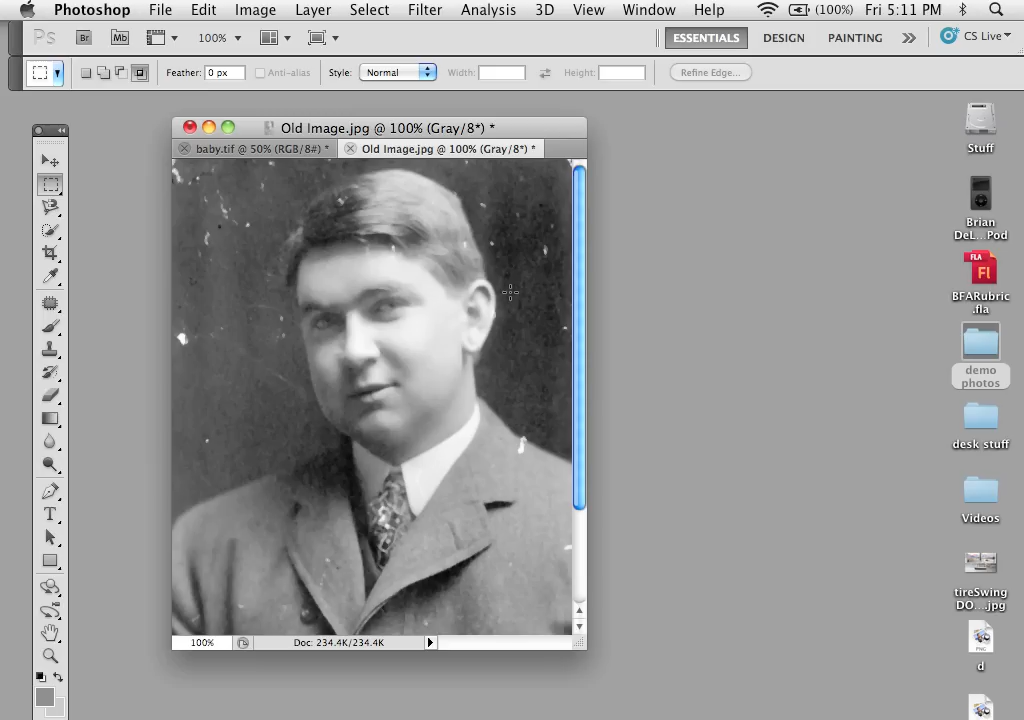 Photoshop File Edit Image Layer Select Filter Analysis 3D View Window Help (100%) Fri 5:11 PM
Ps Br Mb 100% ESSENTIALS DESIGN PAINTING CS Live
Feather: 0 px Anti-alias Style: Normal Width: Height: Refine Edge...
Old Image.jpg @ 100% (Gray/8*) *
baby.tif @ 50% (RGB/8#) * Old Image.jpg @ 100% (Gray/8*) *
Stuff
Brian
DeL...Pod
FLA
Fl
BFARubric
.fla
demo
photos
desk stuff
Videos
tireSwing
DO....jpg
PNG
d
T
100% Doc: 234.4K/234.4K